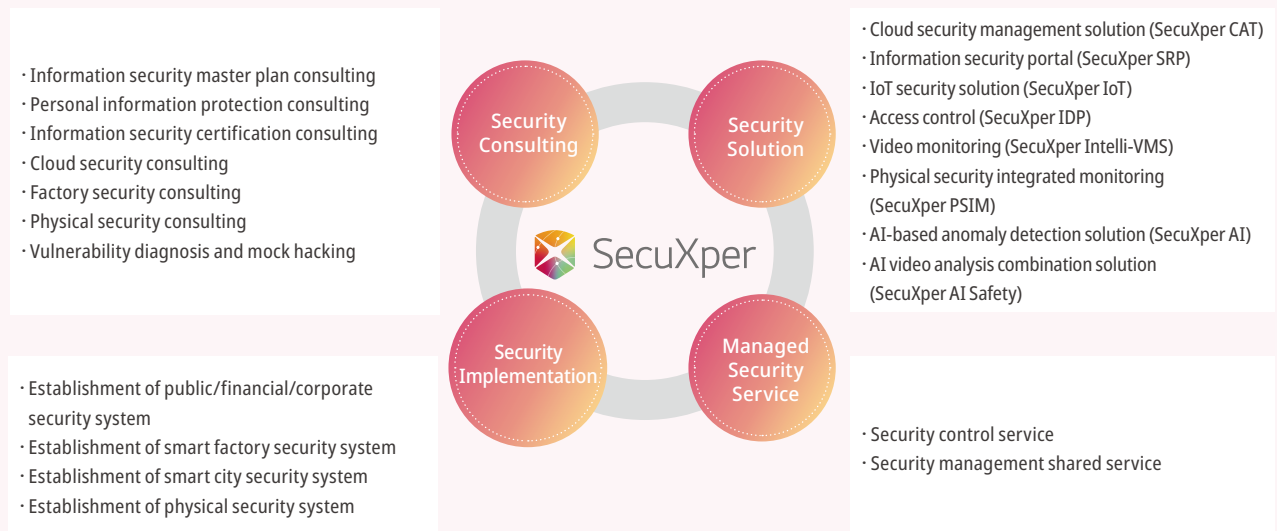 · Information security master plan consulting
· Personal information protection consulting
· Information security certification consulting
· Cloud security consulting
· Factory security consulting
· Physical security consulting
· Vulnerability diagnosis and mock hacking
Security
Consulting
Security
Solution
· Cloud security management solution (SecuXper CAT)
· Information security portal (SecuXper SRP)
· IoT security solution (SecuXper IoT)
· Access control (SecuXper IDP)
· Video monitoring (SecuXper Intelli-VMS)
· Physical security integrated monitoring
(SecuXper PSIM)
· AI-based anomaly detection solution (SecuXper AI)
· AI video analysis combination solution
(SecuXper AI Safety)
SecuXper
· Establishment of public/financial/corporate
security system
· Establishment of smart factory security system
· Establishment of smart city security system
· Establishment of physical security system
Security
Implementation
Managed
Security
Service
· Security control service
· Security management shared service